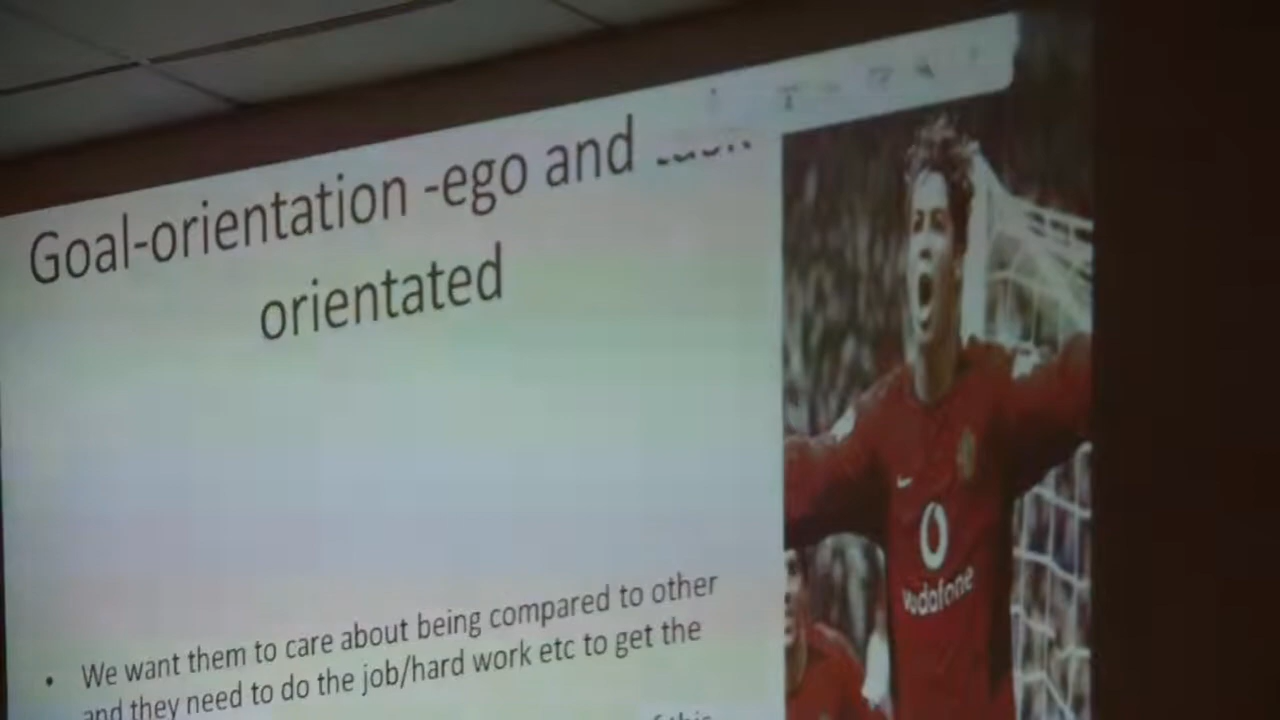 Goal-orientation -ego and
orientated
• We want them to care about being compared to other
and they need to do the job/hard work etc to get the
this
vodafone